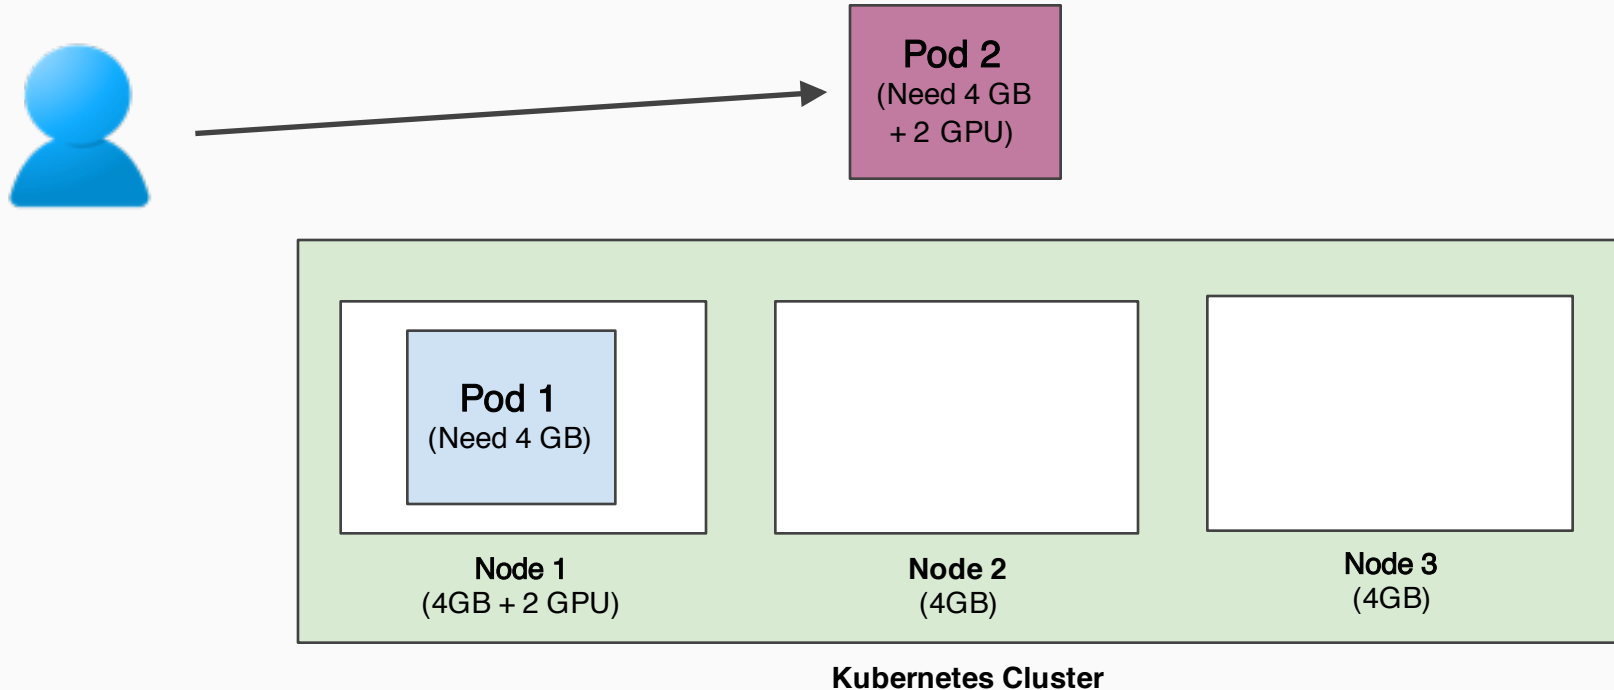 Pod 2
(Need 4 GB
+ 2 GPU)
Pod 1
(Need 4 GB)
Node 1
(4GB + 2 GPU)
Node 2
(4GB)
Node 3
(4GB)
Kubernetes Cluster